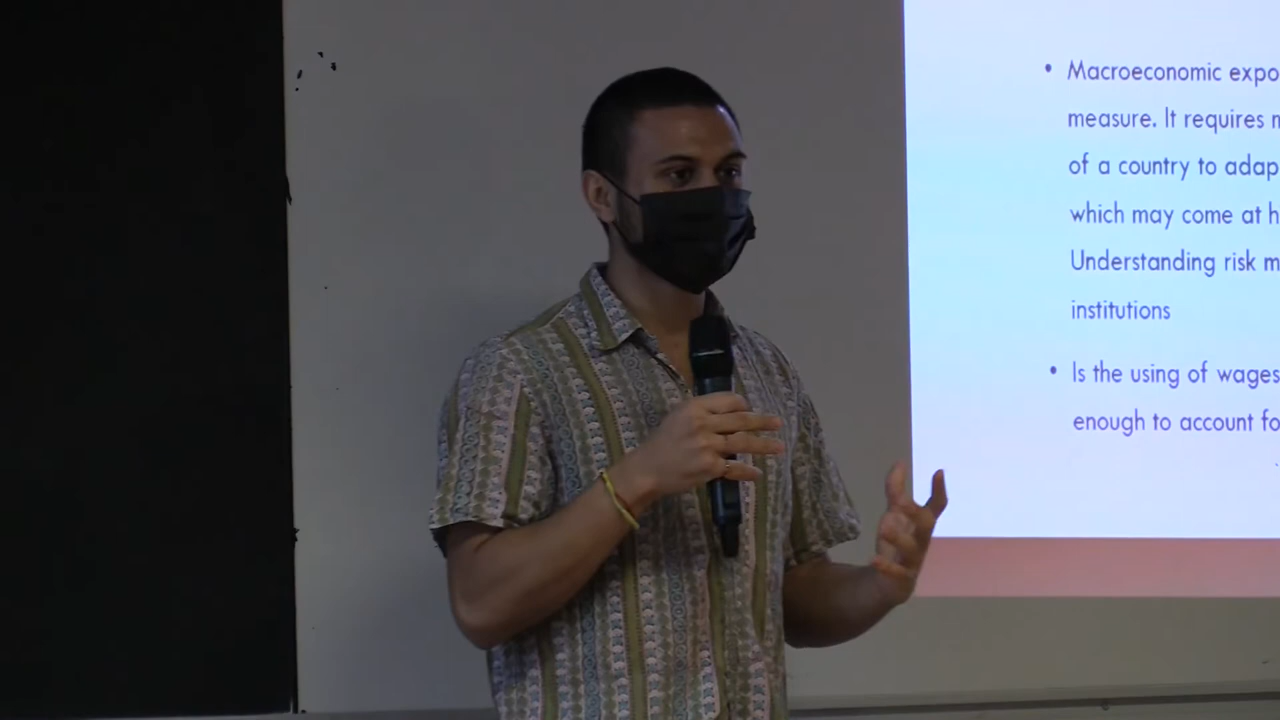 • Macroeconomic expo
measure. It requires
of a country to adap
which may come at h
Understanding risk m
institutions
• Is the using of wages
enough to account fo